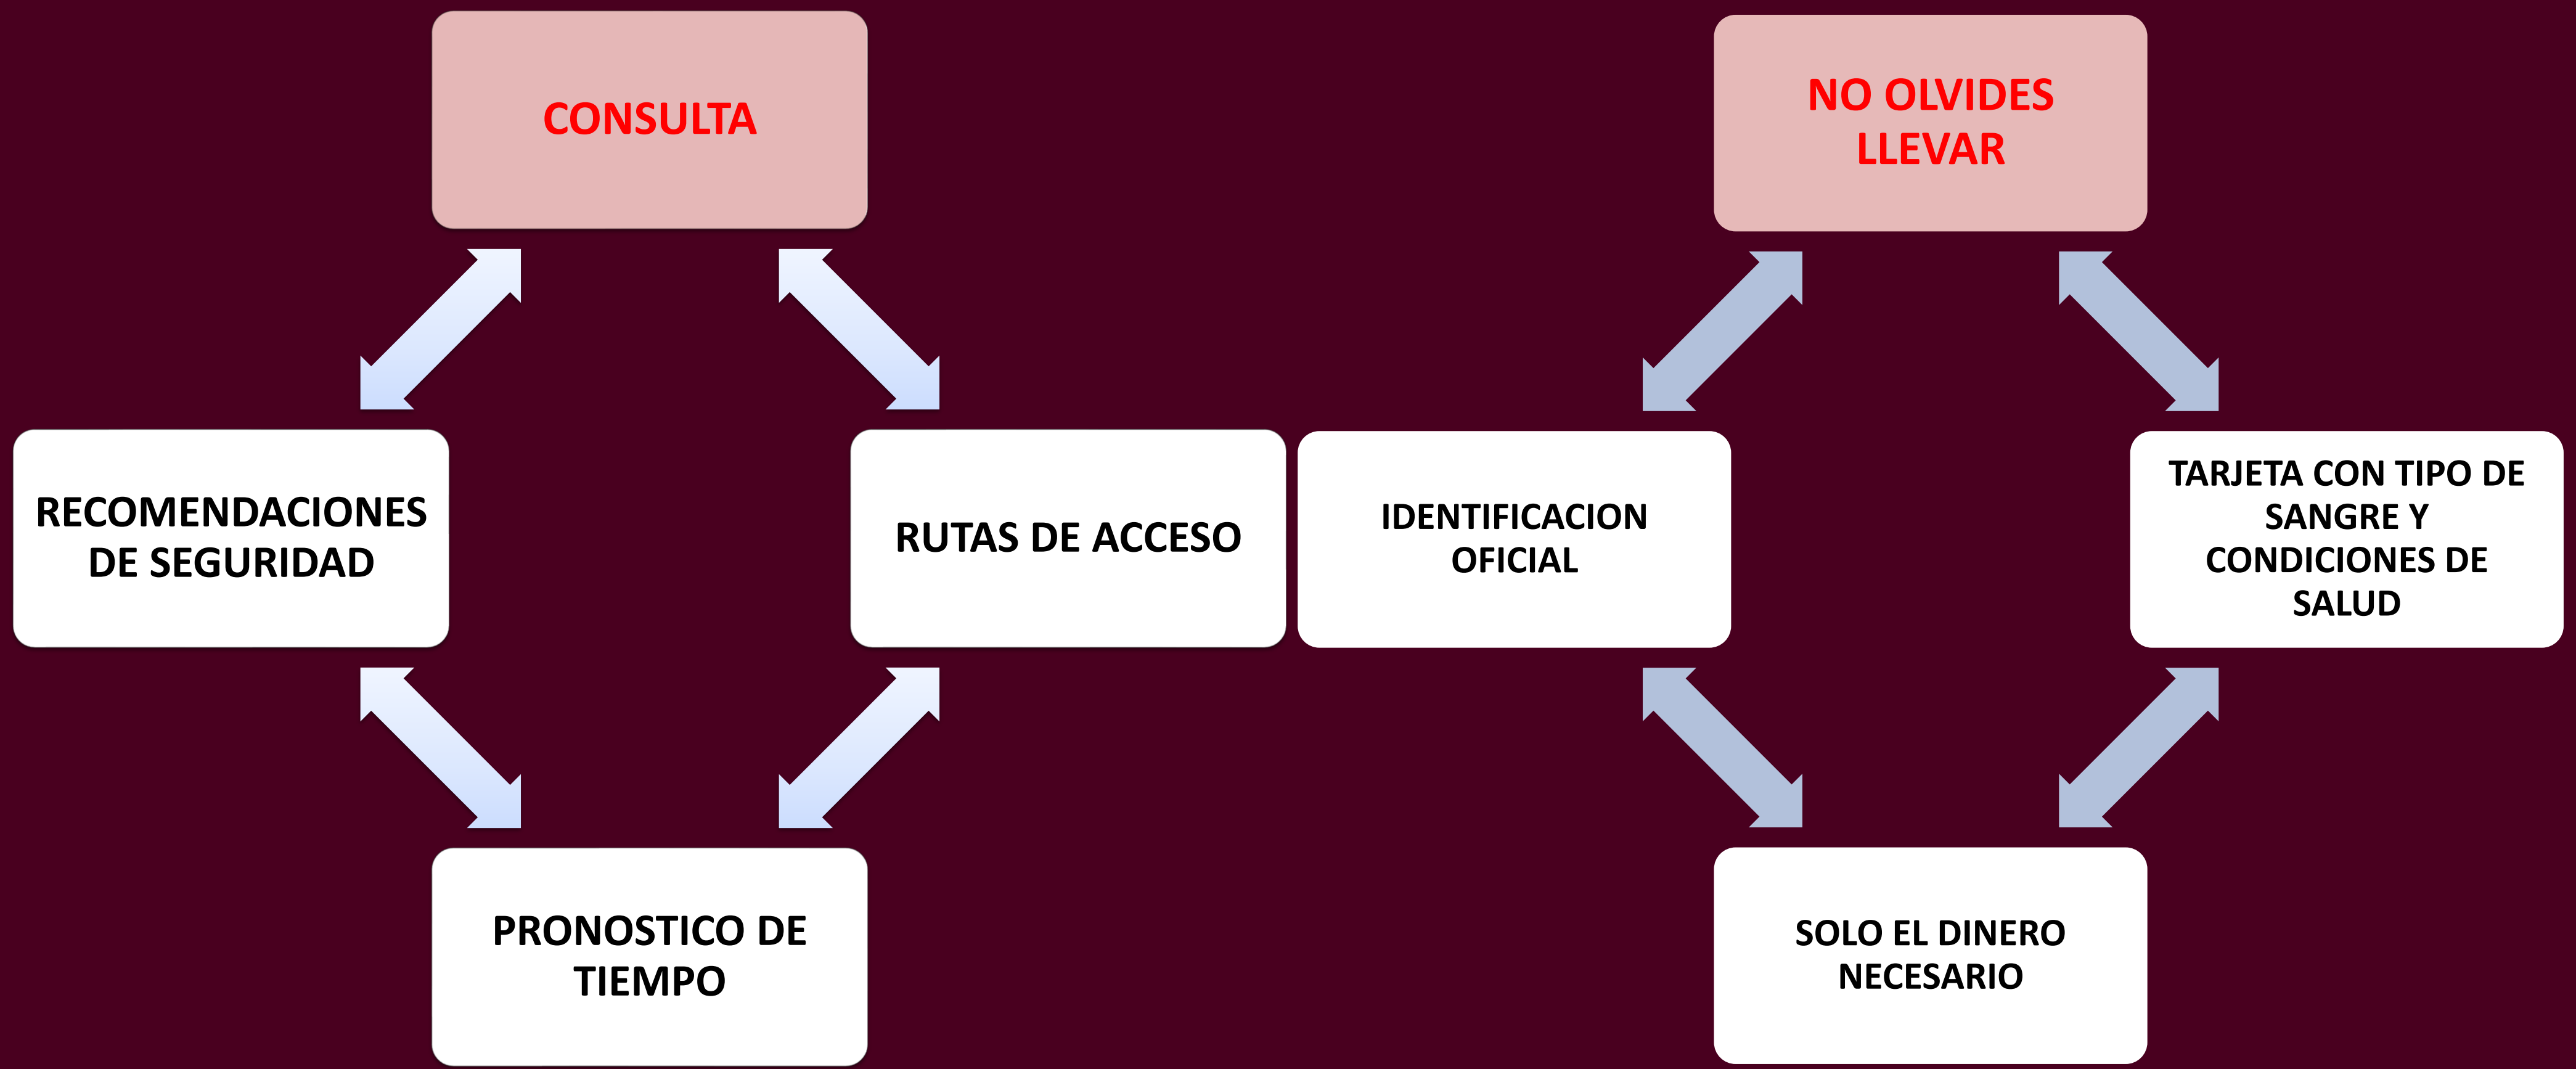 CONSULTA
RECOMENDACIONES
DE SEGURIDAD
RUTAS DE ACCESO
PRONOSTICO DE
TIEMPO
NO OLVIDES
LLEVAR
IDENTIFICACION
OFICIAL
TARJETA CON TIPO DE
SANGRE Y
CONDICIONES DE
SALUD
SOLO EL DINERO
NECESARIO